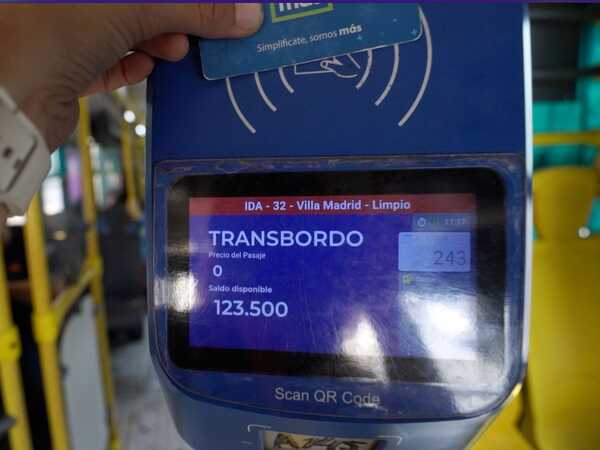 más
Simplificate, somos más
IDA - 32 - Villa Madrid - Limpio
TRANSBORDO
Precio del Pasaje
0
243
Saldo disponible
123.500
Scan QR Code